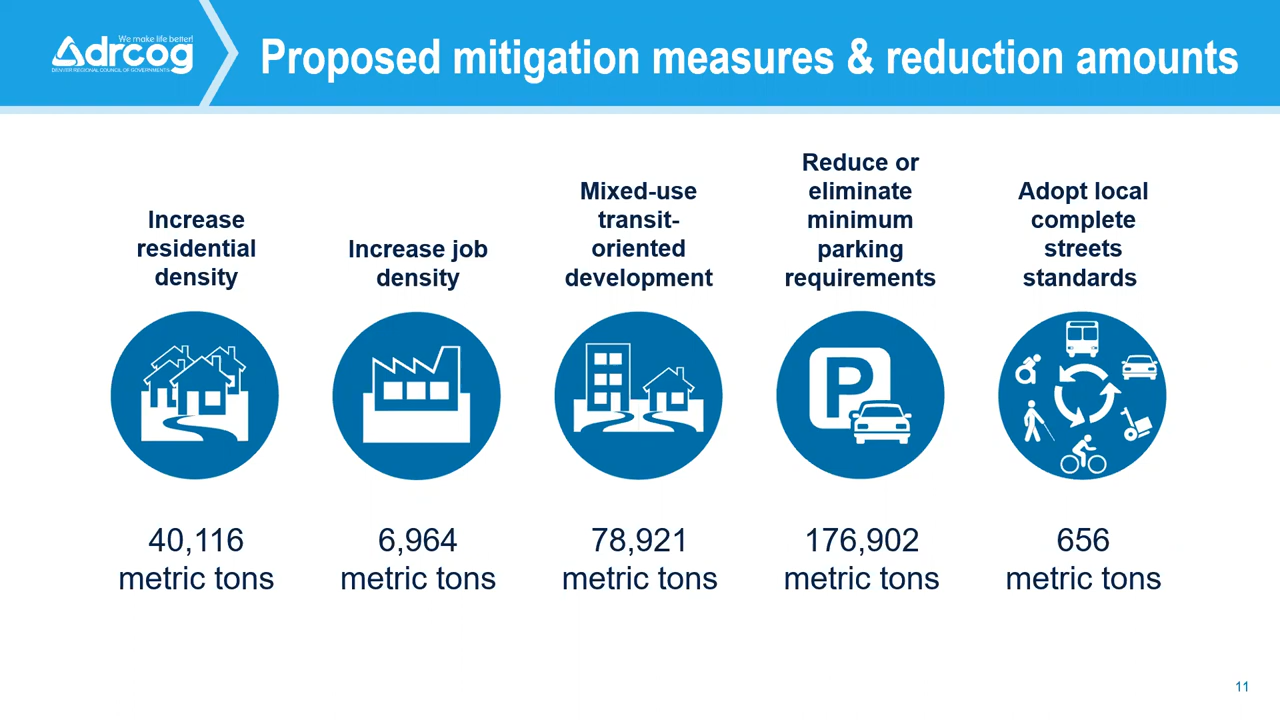 We make life better!
drcog
DENVER REGIONAL COUNCIL OF GOVERNMENTS
Proposed mitigation measures & reduction amounts
Increase
residential
density
Increase job
density
Mixed-use
transit-
oriented
development
Reduce or
eliminate
minimum
parking
requirements
Adopt local
complete
streets
standards
P
40,116
metric tons
6,964
metric tons
78,921
metric tons
176,902
metric tons
656
metric tons
11